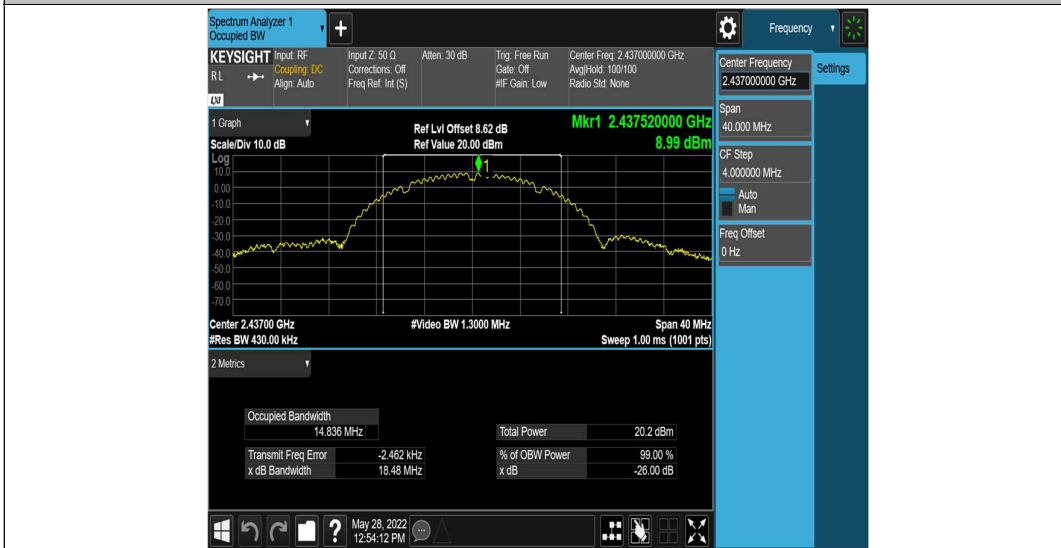 Spectrum Analyzer 1
Occupied BW
+
Frequency
KEYSIGHT
RL
LNI
Input: RF
Coupling: DC
Align: Auto
Input Z: 50 Ω
Corrections: Off
Freq Ref: Int (S)
Atten: 30 dB
Trig: Free Run
Gate: Off
#IF Gain: Low
Center Freq: 2.437000000 GHz
Avg|Hold: 100/100
Radio Std: None
Center Frequency
2.437000000 GHz
Settings
Span
40.000 MHz
CF Step
4.000000 MHz
Auto
Man
Freq Offset
0 Hz
1 Graph
Scale/Div 10.0 dB
Ref Lvl Offset 8.62 dB
Ref Value 20.00 dBm
Mkr1 2.437520000 GHz
8.99 dBm
Log
1
10.0
0.00
-10.0
-20.0
-30.0
-40.0
-50.0
-60.0
-70.0
Center 2.43700 GHz
#Video BW 1.3000 MHz
Span 40 MHz
#Res BW 430.00 kHz
Sweep 1.00 ms (1001 pts)
2 Metrics
Occupied Bandwidth
14.836 MHz
Total Power 20.2 dBm
Transmit Freq Error -2.462 kHz
% of OBW Power 99.00 %
x dB Bandwidth 18.48 MHz
x dB -26.00 dB
?
May 28, 2022
12:54:12 PM